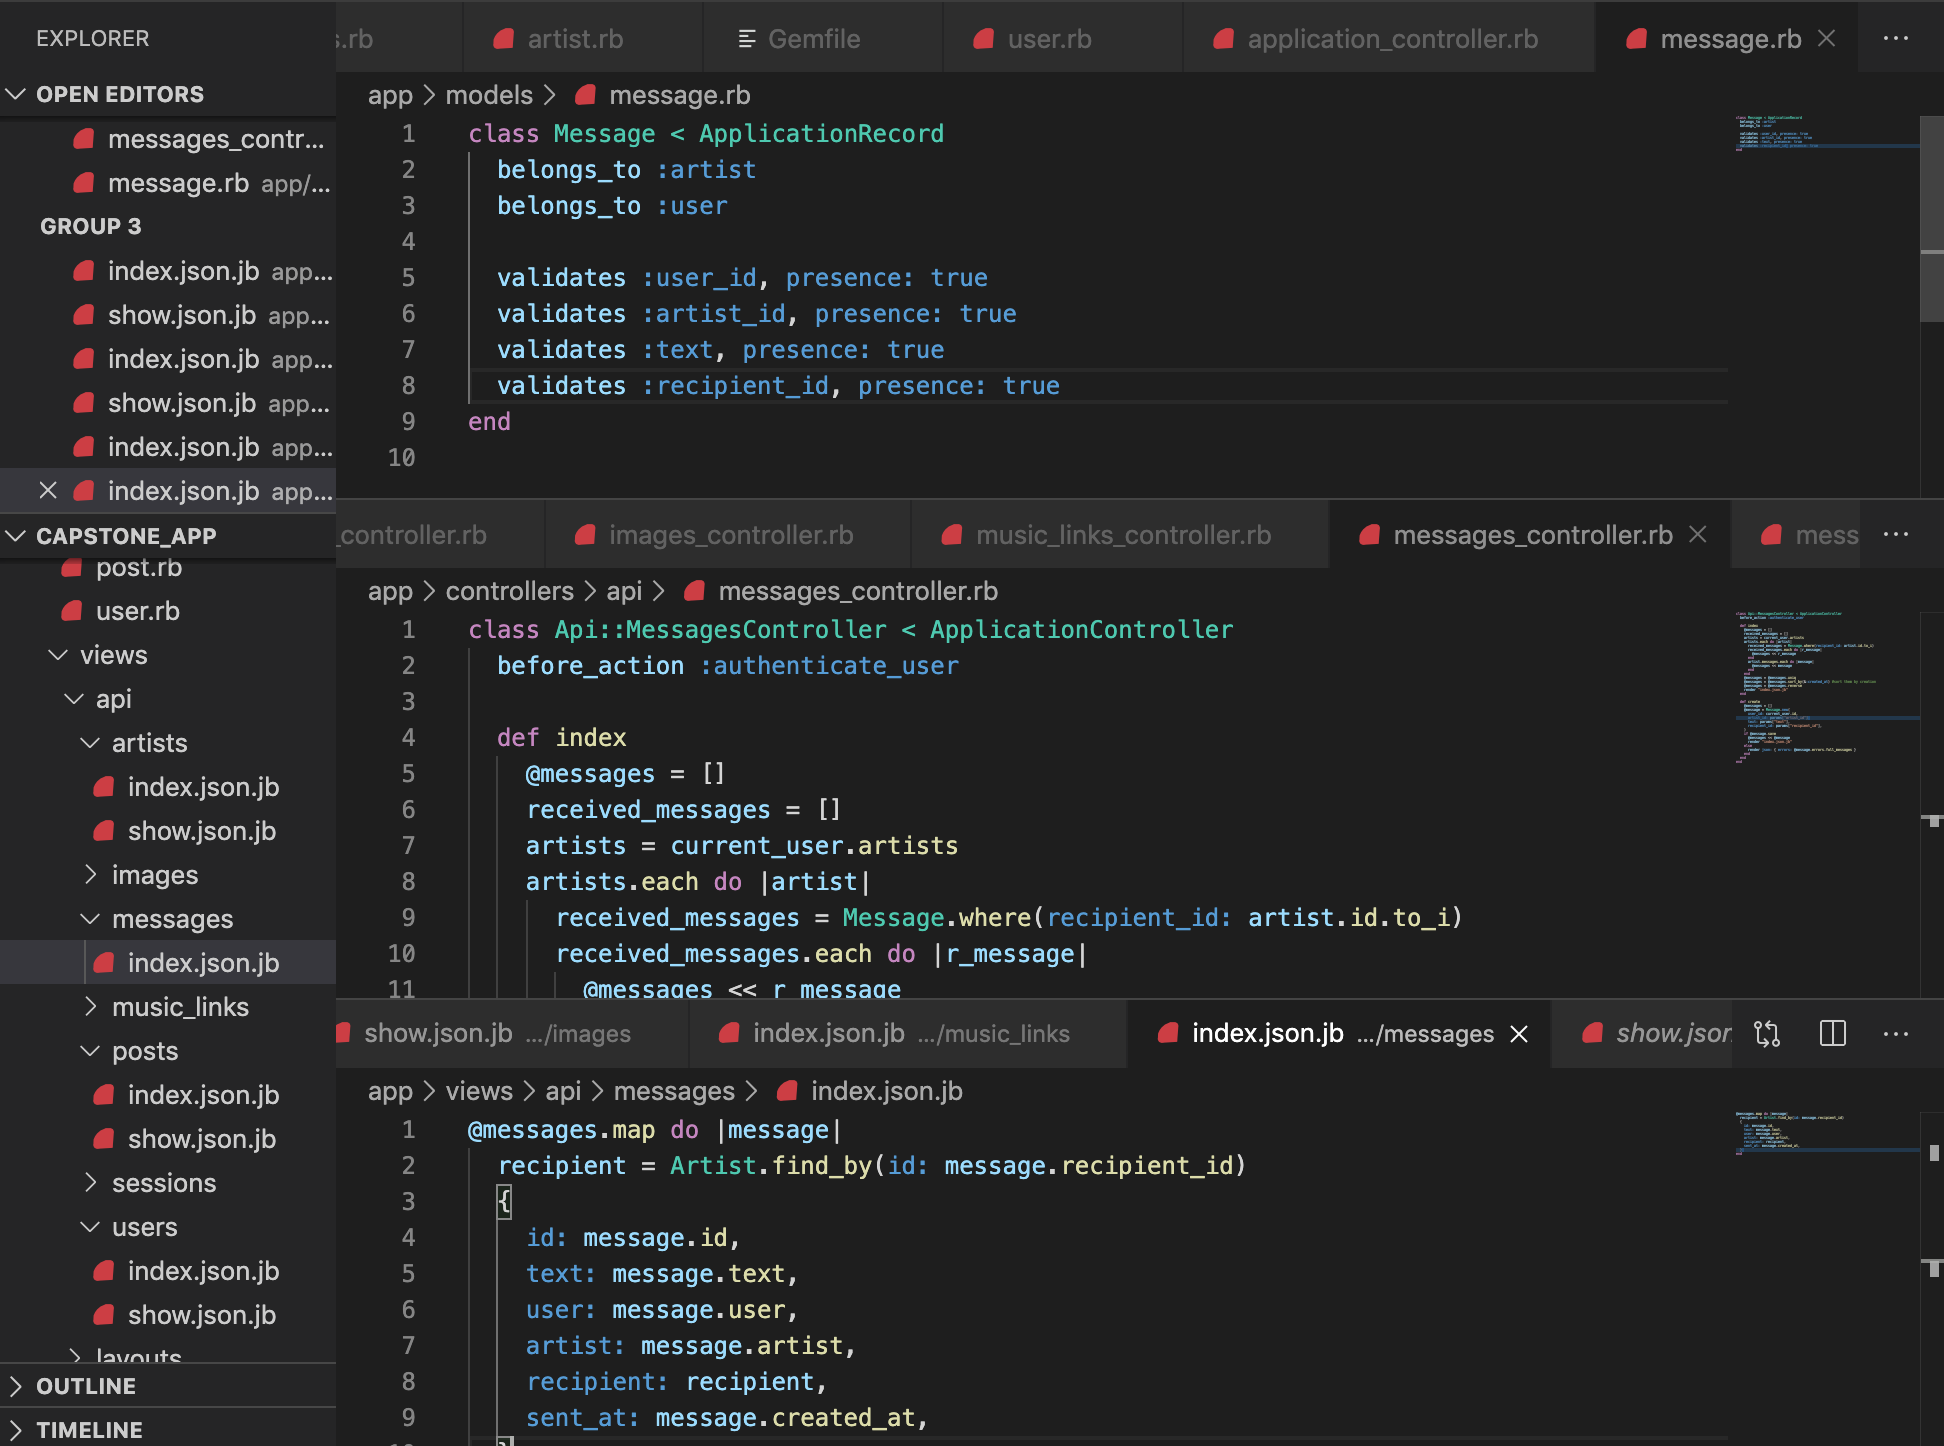 EXPLORER
OPEN EDITORS
messages_contr...
message.rb app/...
GROUP 3
index.json.jb app...
show.json.jb app...
index.json.jb app...
show.json.jb app...
index.json.jb app...
index.json.jb app...
CAPSTONE_APP
post.rb
user.rb
views
api
artists
index.json.jb
show.json.jb
images
messages
index.json.jb
music_links
posts
index.json.jb
show.json.jb
sessions
users
index.json.jb
show.json.jb
layouts
OUTLINE
TIMELINE
s.rb artist.rb Gemfile user.rb application_controller.rb message.rb
app > models > message.rb
1 class Message < ApplicationRecord
2 belongs_to :artist
3 belongs_to :user
4
5 validates :user_id, presence: true
6 validates :artist_id, presence: true
7 validates :text, presence: true
8 validates :recipient_id, presence: true
9 end
10
_controller.rb images_controller.rb music_links_controller.rb messages_controller.rb mess
app > controllers > api > messages_controller.rb
1 class Api::MessagesController < ApplicationController
2 before_action :authenticate_user
3
4 def index
5 @messages = []
6 received_messages = []
7 artists = current_user.artists
8 artists.each do |artist|
9 received_messages = Message.where(recipient_id: artist.id.to_i)
10 received_messages.each do |r_message|
11 @messages << r_message
show.json.jb .../images index.json.jb .../music_links index.json.jb .../messages show.json
app > views > api > messages > index.json.jb
1 @messages.map do |message|
2 recipient = Artist.find_by(id: message.recipient_id)
3 {
4 id: message.id,
5 text: message.text,
6 user: message.user,
7 artist: message.artist,
8 recipient: recipient,
9 sent_at: message.created_at,